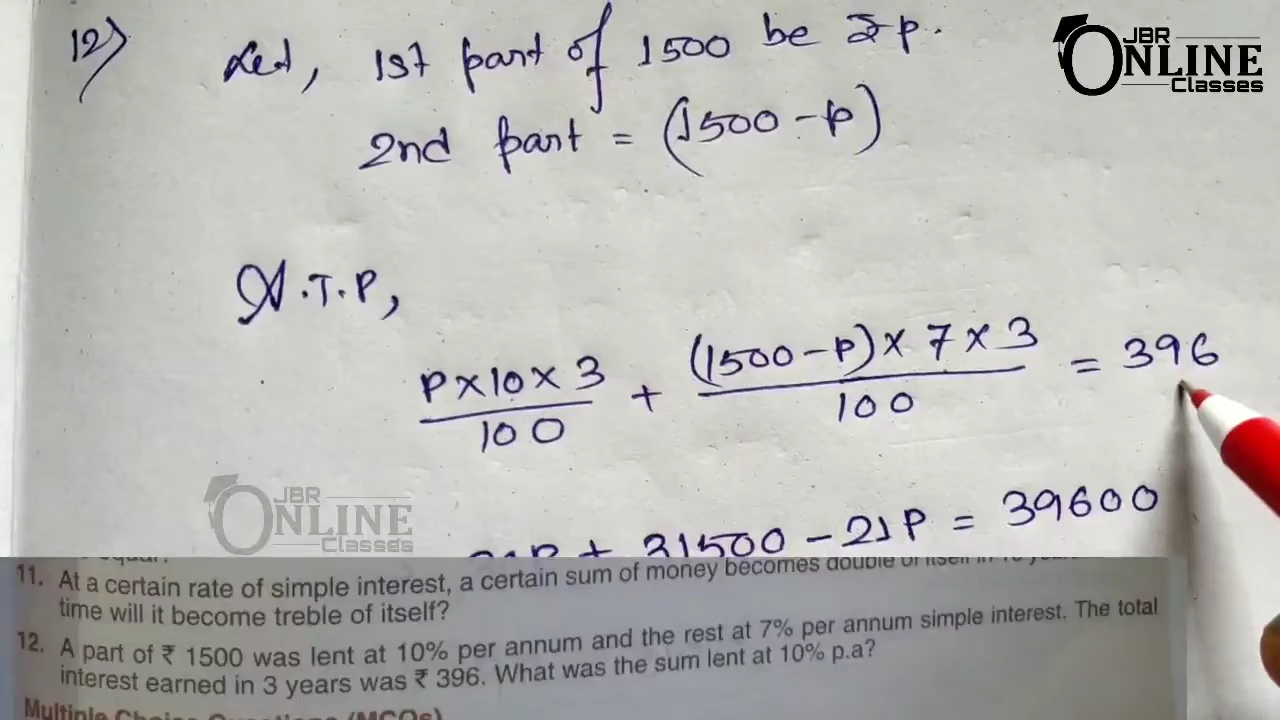 JBR
ONLINE
Classes
12) Let, 1st part of 1500 be ₹p.
2nd part = (1500 - p)
A.T.P,
P×10×3/100 + (1500-P)×7×3/100 = 396
+ 31500 - 21P = 39600
JBR
ONLINE
Classes
11. At a certain rate of simple interest, a certain sum of money becomes double of itself in
time will it become treble of itself?
12. A part of ₹ 1500 was lent at 10% per annum and the rest at 7% per annum simple interest. The total
interest earned in 3 years was ₹ 396. What was the sum lent at 10% p.a?
Multiple Choice Questions (MCQs)